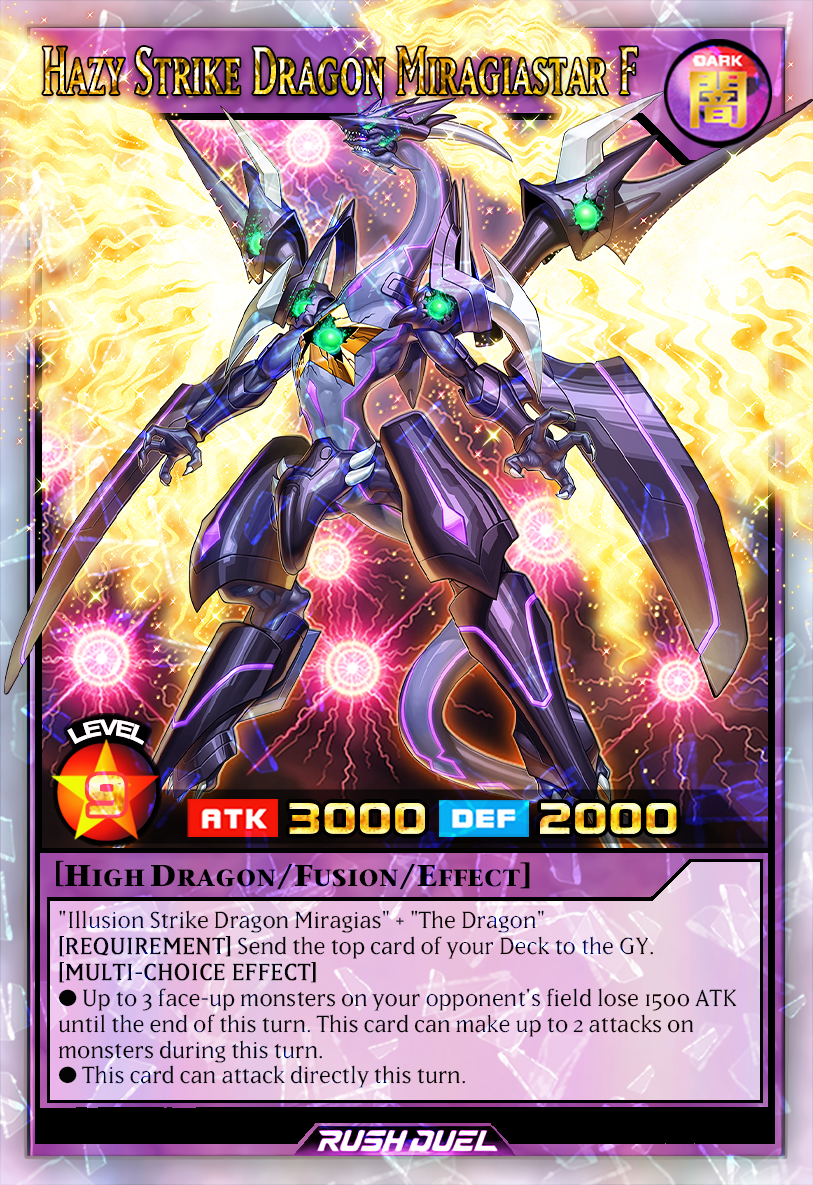 Hazy Strike Dragon Miragiastar F
DARK
闇
LEVEL
9
ATK 3000 DEF 2000
[High Dragon/Fusion/Effect]
"Illusion Strike Dragon Miragias" + "The Dragon"
[REQUIREMENT] Send the top card of your Deck to the GY.
[MULTI-CHOICE EFFECT]
● Up to 3 face-up monsters on your opponent's field lose 1500 ATK
until the end of this turn. This card can make up to 2 attacks on
monsters during this turn.
● This card can attack directly this turn.
RUSH DUEL